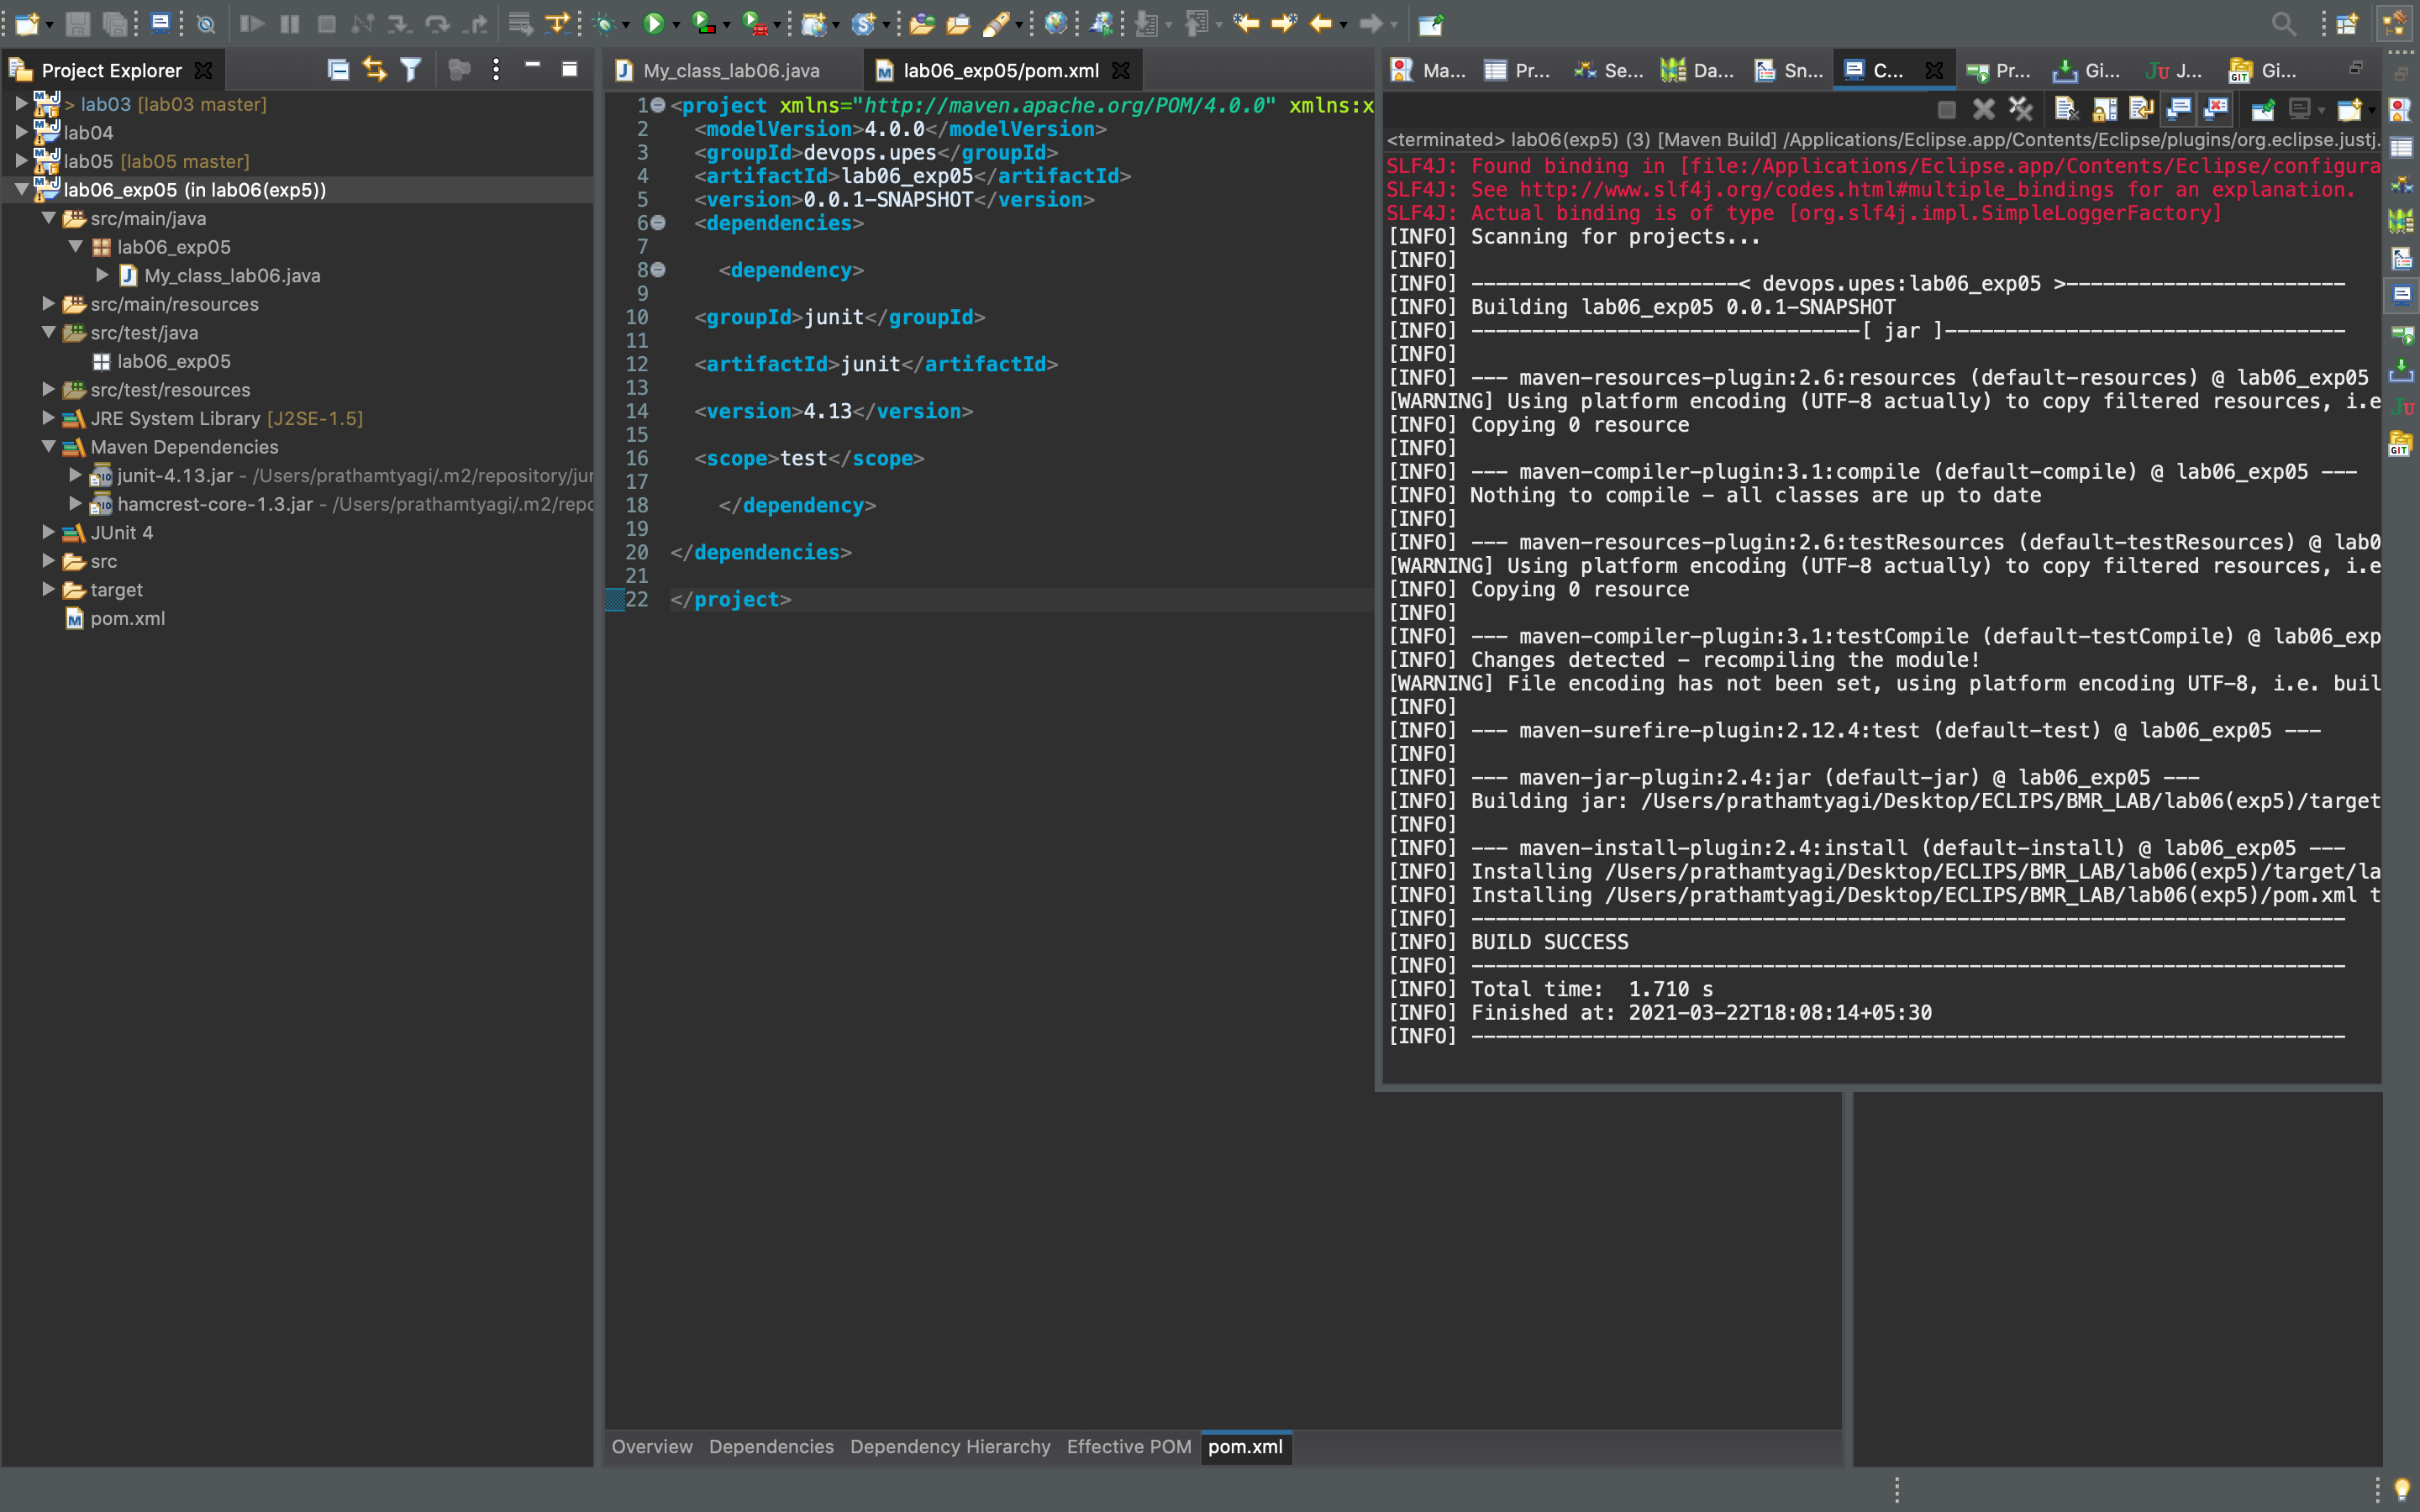 Project Explorer
> lab03 [lab03 master]
lab04
lab05 [lab05 master]
lab06_exp05 (in lab06(exp5))
src/main/java
lab06_exp05
My_class_lab06.java
src/main/resources
src/test/java
lab06_exp05
src/test/resources
JRE System Library [J2SE-1.5]
Maven Dependencies
junit-4.13.jar - /Users/prathamtyagi/.m2/repository/jur
hamcrest-core-1.3.jar - /Users/prathamtyagi/.m2/repo
JUnit 4
src
target
pom.xml
My_class_lab06.java
lab06_exp05/pom.xml
1 <project xmlns="http://maven.apache.org/POM/4.0.0" xmlns:x
2 <modelVersion>4.0.0</modelVersion>
3 <groupId>devops.upes</groupId>
4 <artifactId>lab06_exp05</artifactId>
5 <version>0.0.1-SNAPSHOT</version>
6 <dependencies>
7
8 <dependency>
9
10 <groupId>junit</groupId>
11
12 <artifactId>junit</artifactId>
13
14 <version>4.13</version>
15
16 <scope>test</scope>
17
18 </dependency>
19
20 </dependencies>
21
22 </project>
Overview Dependencies Dependency Hierarchy Effective POM pom.xml
Ma... Pr... Se... Da... Sn... C... Pr... Gi... J... Gi...
<terminated> lab06(exp5) (3) [Maven Build] /Applications/Eclipse.app/Contents/Eclipse/plugins/org.eclipse.justj.
SLF4J: Found binding in [file:/Applications/Eclipse.app/Contents/Eclipse/configura
SLF4J: See http://www.slf4j.org/codes.html#multiple_bindings for an explanation.
SLF4J: Actual binding is of type [org.slf4j.impl.SimpleLoggerFactory]
[INFO] Scanning for projects...
[INFO]
[INFO] ----------------------< devops.upes:lab06_exp05 >-----------------------
[INFO] Building lab06_exp05 0.0.1-SNAPSHOT
[INFO] --------------------------------[ jar ]---------------------------------
[INFO]
[INFO] --- maven-resources-plugin:2.6:resources (default-resources) @ lab06_exp05
[WARNING] Using platform encoding (UTF-8 actually) to copy filtered resources, i.e
[INFO] Copying 0 resource
[INFO]
[INFO] --- maven-compiler-plugin:3.1:compile (default-compile) @ lab06_exp05 ---
[INFO] Nothing to compile - all classes are up to date
[INFO]
[INFO] --- maven-resources-plugin:2.6:testResources (default-testResources) @ lab0
[WARNING] Using platform encoding (UTF-8 actually) to copy filtered resources, i.e
[INFO] Copying 0 resource
[INFO]
[INFO] --- maven-compiler-plugin:3.1:testCompile (default-testCompile) @ lab06_exp
[INFO] Changes detected - recompiling the module!
[WARNING] File encoding has not been set, using platform encoding UTF-8, i.e. buil
[INFO]
[INFO] --- maven-surefire-plugin:2.12.4:test (default-test) @ lab06_exp05 ---
[INFO]
[INFO] --- maven-jar-plugin:2.4:jar (default-jar) @ lab06_exp05 ---
[INFO] Building jar: /Users/prathamtyagi/Desktop/ECLIPS/BMR_LAB/lab06(exp5)/target
[INFO]
[INFO] --- maven-install-plugin:2.4:install (default-install) @ lab06_exp05 ---
[INFO] Installing /Users/prathamtyagi/Desktop/ECLIPS/BMR_LAB/lab06(exp5)/target/la
[INFO] Installing /Users/prathamtyagi/Desktop/ECLIPS/BMR_LAB/lab06(exp5)/pom.xml t
[INFO] ------------------------------------------------------------------------
[INFO] BUILD SUCCESS
[INFO] ------------------------------------------------------------------------
[INFO] Total time:  1.710 s
[INFO] Finished at: 2021-03-22T18:08:14+05:30
[INFO] ------------------------------------------------------------------------